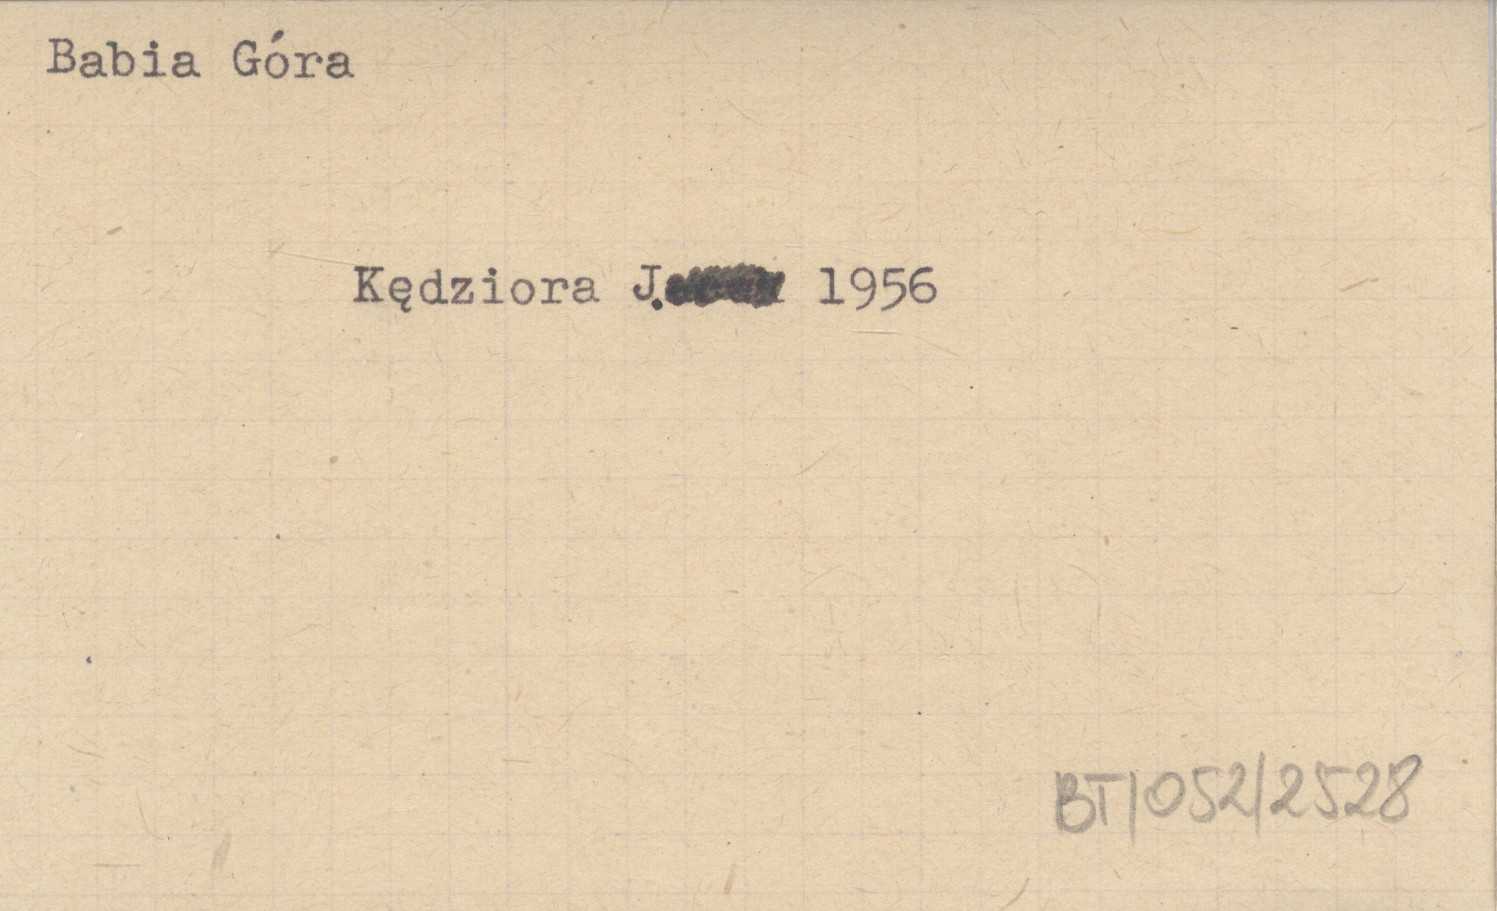 Babia Góra
Kędziora J. 1956
BT/052/2528